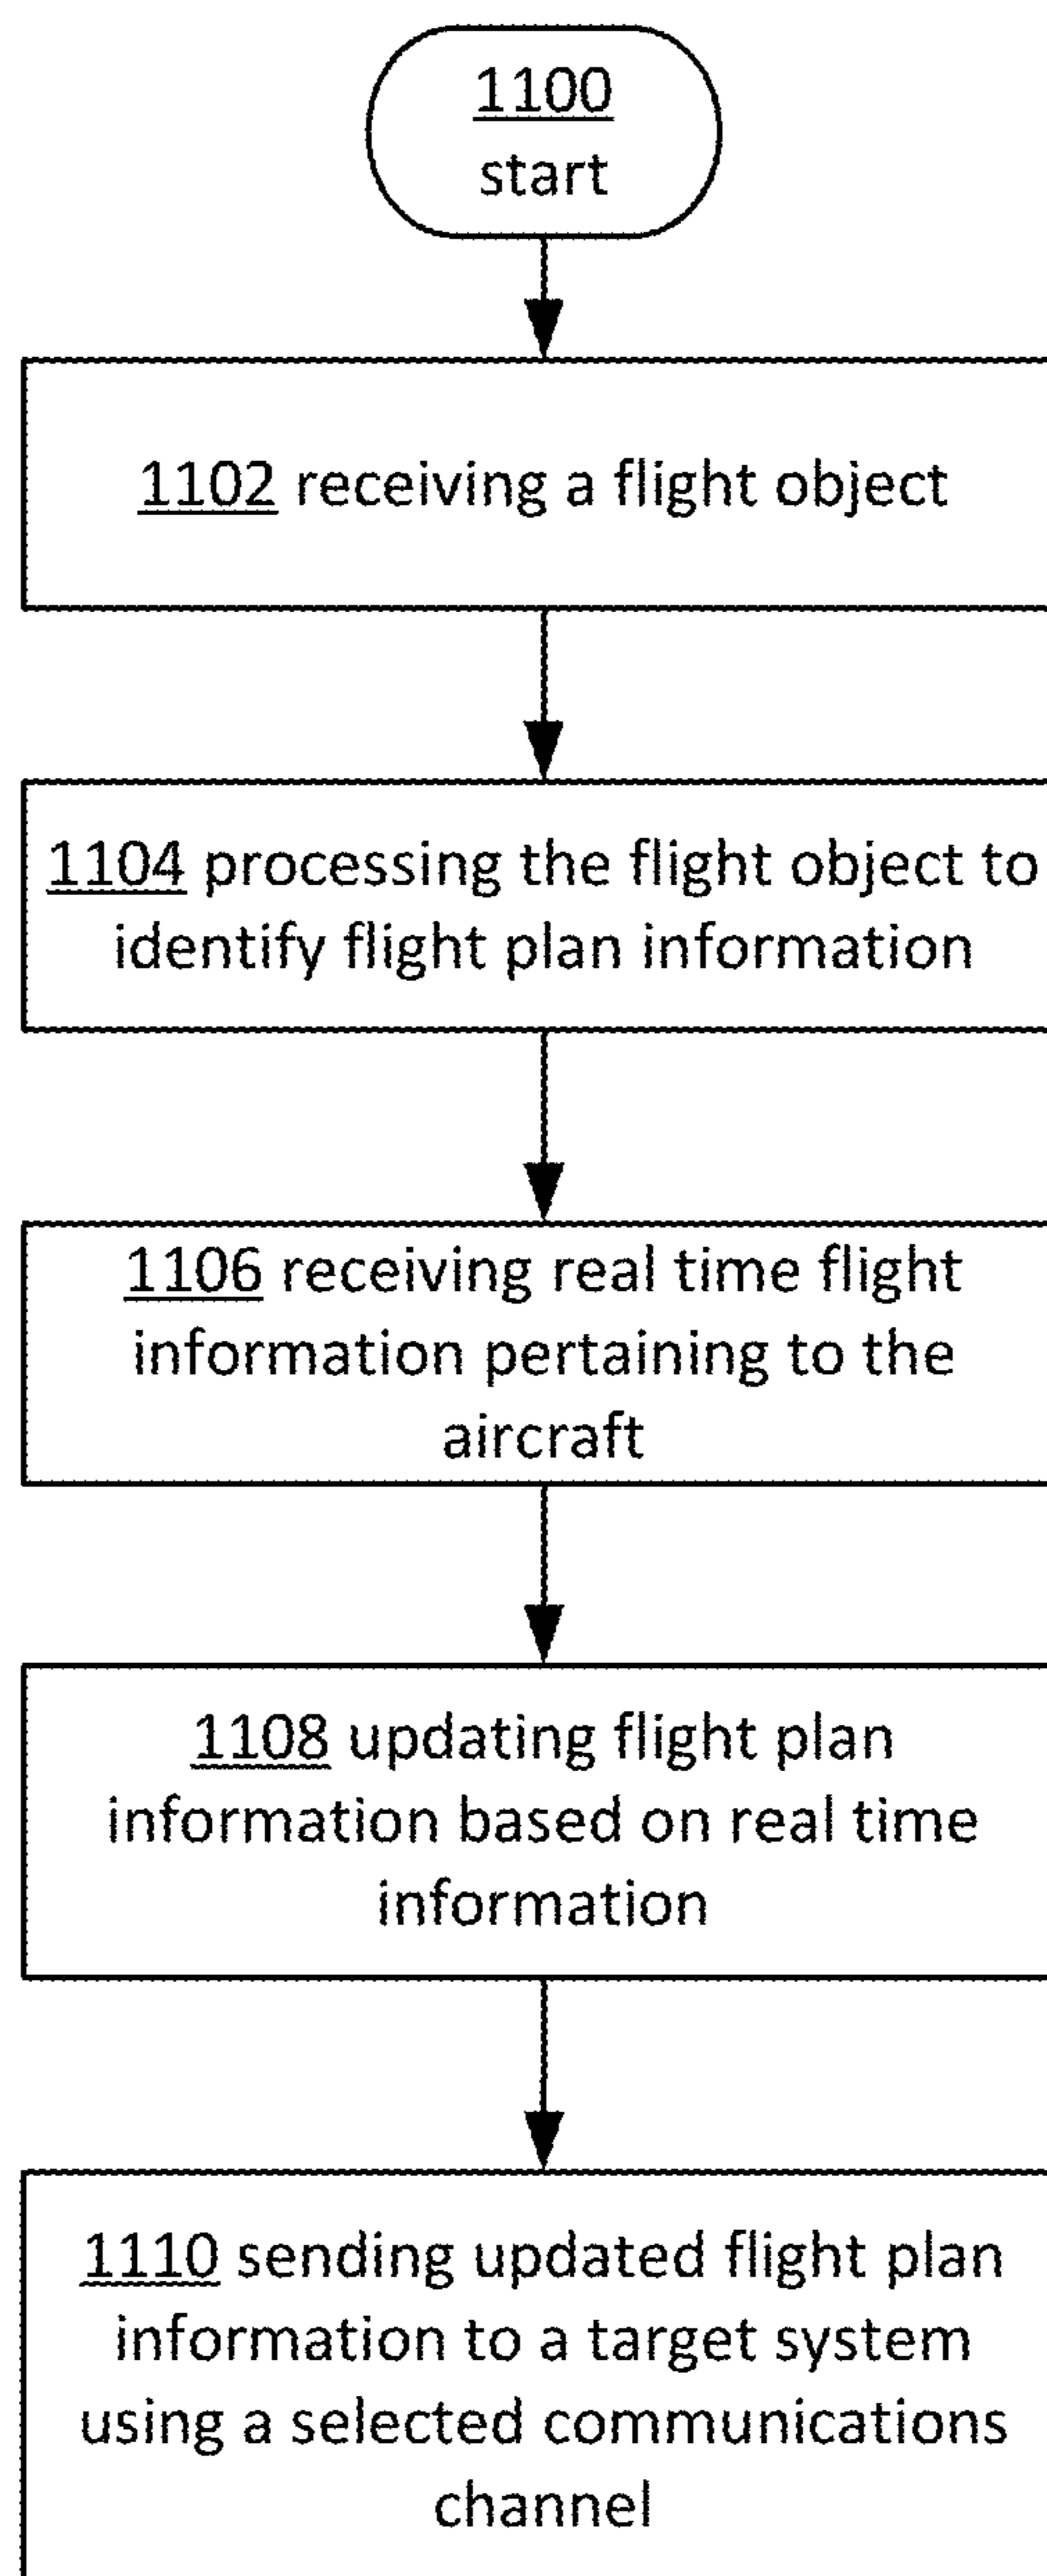 1100
start
1102 receiving a flight object
1104 processing the flight object to
identify flight plan information
1106 receiving real time flight
information pertaining to the
aircraft
1108 updating flight plan
information based on real time
information
1110 sending updated flight plan
information to a target system
using a selected communications
channel